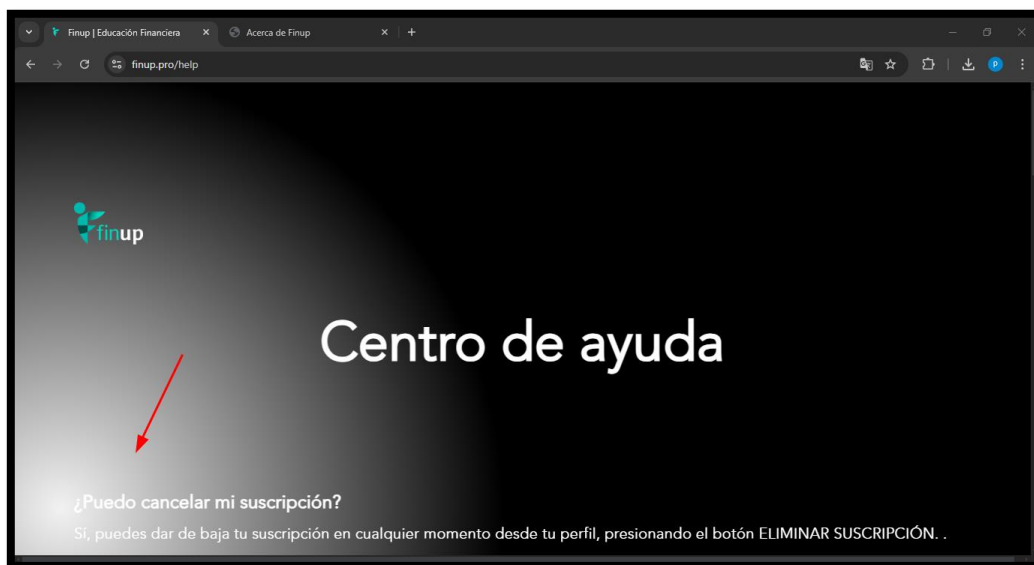 Finup | Educación Financiera
Acerca de Finup
finup.pro/help
P
finup
Centro de ayuda
¿Puedo cancelar mi suscripción?
Sí, puedes dar de baja tu suscripción en cualquier momento desde tu perfil, presionando el botón ELIMINAR SUSCRIPCIÓN. .